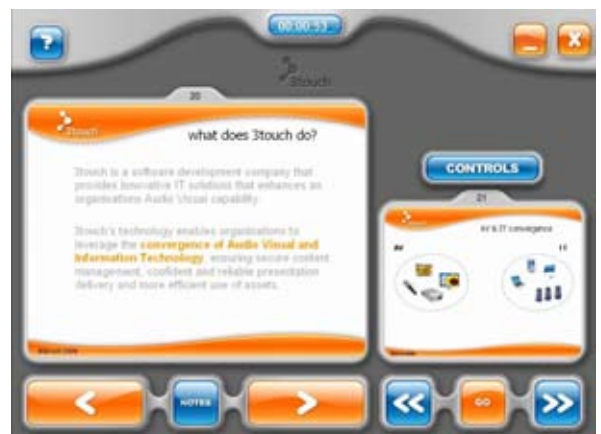 ?
00:00:53
X
3touch
20
3touch
what does 3touch do?
3touch is a software development company that
provides innovative IT solutions that enhances an
organisations Audio Visual capability.
3touch's technology enables organisations to
leverage the convergence of Audio Visual and
Information Technology, ensuring secure content
management, confident and reliable presentation
delivery and more efficient use of assets.
CONTROLS
21
AV & IT convergence
AV IT
< NOTES >
<< GO >>